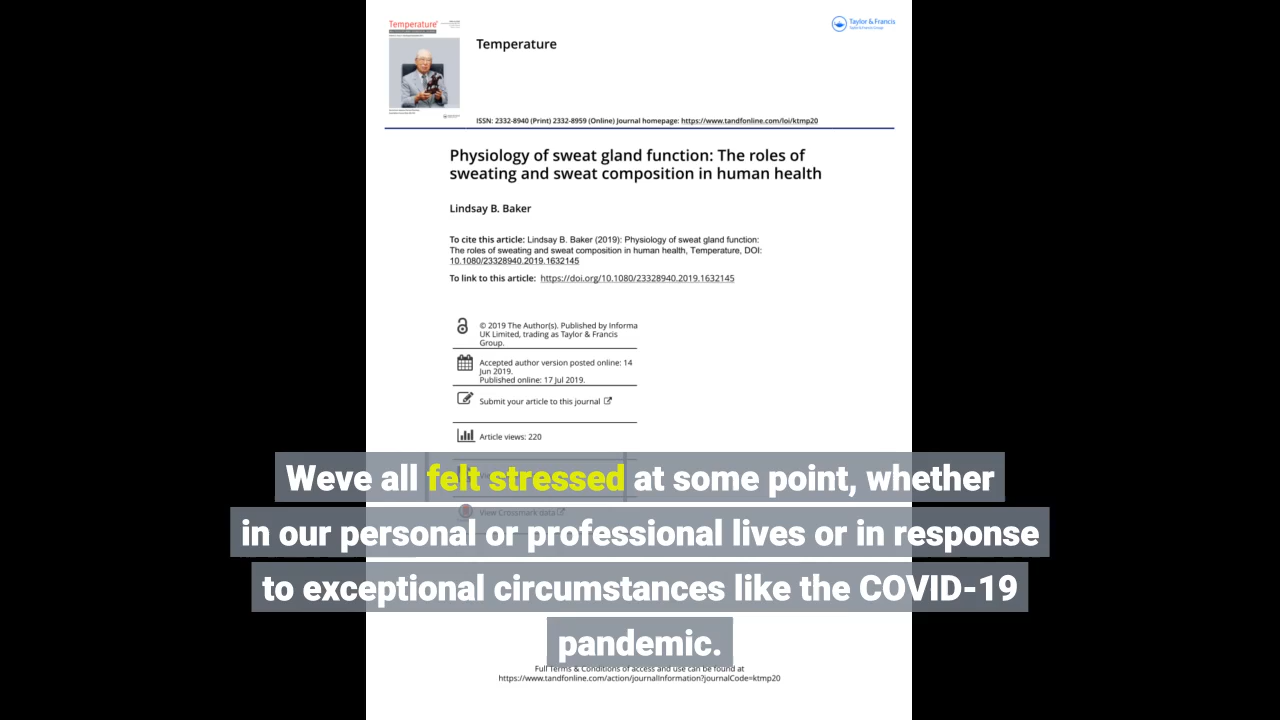 Temperature
Taylor & Francis
Taylor & Francis Group
Temperature
ISSN: 2332-8940 (Print) 2332-8959 (Online) Journal homepage: https://www.tandfonline.com/loi/ktmp20
Physiology of sweat gland function: The roles of
sweating and sweat composition in human health
Lindsay B. Baker
To cite this article: Lindsay B. Baker (2019): Physiology of sweat gland function:
The roles of sweating and sweat composition in human health, Temperature, DOI:
10.1080/23328940.2019.1632145
To link to this article: https://doi.org/10.1080/23328940.2019.1632145
© 2019 The Author(s). Published by Informa
UK Limited, trading as Taylor & Francis
Group.
Accepted author version posted online: 14
Jun 2019.
Published online: 17 Jul 2019.
Submit your article to this journal
Article views: 220
Weve all felt stressed at some point, whether
View Crossmark data
in our personal or professional lives or in response
to exceptional circumstances like the COVID-19
pandemic.
Full Terms & Conditions of access and use can be found at
https://www.tandfonline.com/action/journalInformation?journalCode=ktmp20